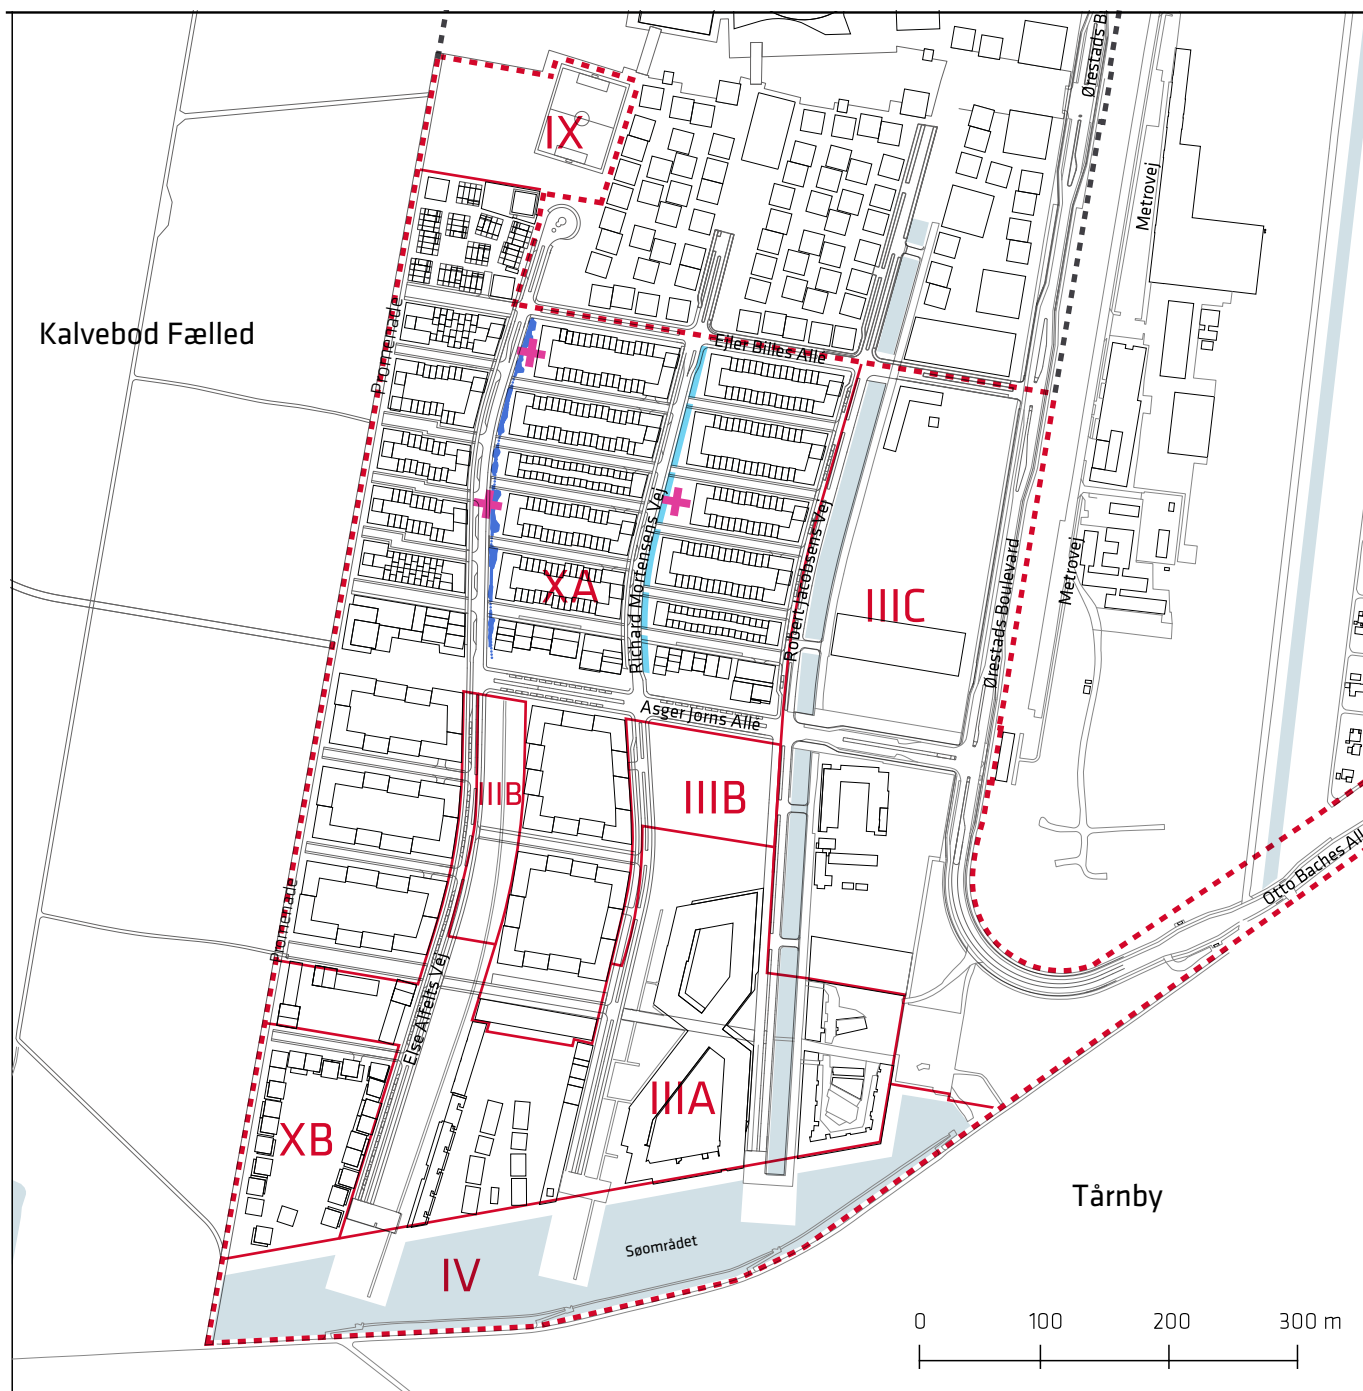 Ørestads B
IX
Metrovej
Kalvebod Fælled
Promenade
Ejler Billes Allé
XA
Richard Mortensens Vej
Robert Jacobsens Vej
IIIC
Ørestads Boulevard
Metrovej
Asger Jorns Allé
IIIB
IIIB
Otto Baches All
Promenade
Else Alfelts Vej
IIIA
XB
Tårnby
Søområdet
IV
0 100 200 300 m